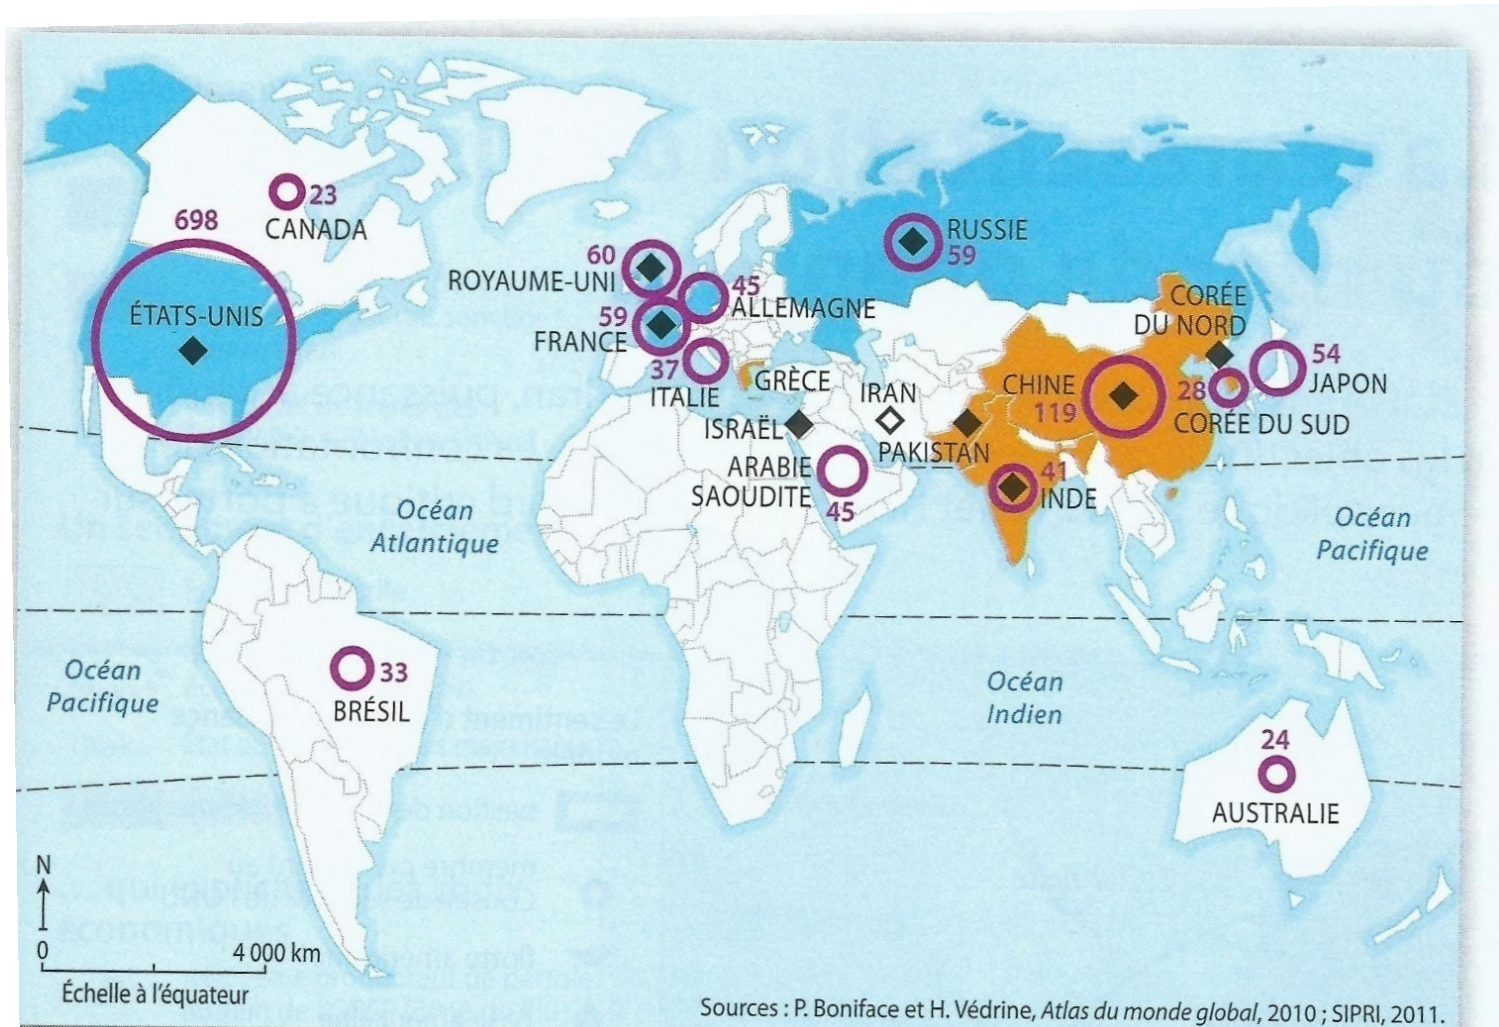 698
23
CANADA
ÉTATS-UNIS
60
ROYAUME-UNI
RUSSIE
59
45
ALLEMAGNE
59
FRANCE
37
ITALIE
GRÈCE
ISRAËL
IRAN
PAKISTAN
ARABIE
SAOUDITE
45
CHINE
119
CORÉE
DU NORD
54
JAPON
28
CORÉE DU SUD
41
INDE
Océan
Atlantique
Océan
Pacifique
Océan
Pacifique
33
BRÉSIL
Océan
Indien
24
AUSTRALIE
N
0 4 000 km
Échelle à l'équateur
Sources : P. Boniface et H. Védrine, Atlas du monde global, 2010 ; SIPRI, 2011.